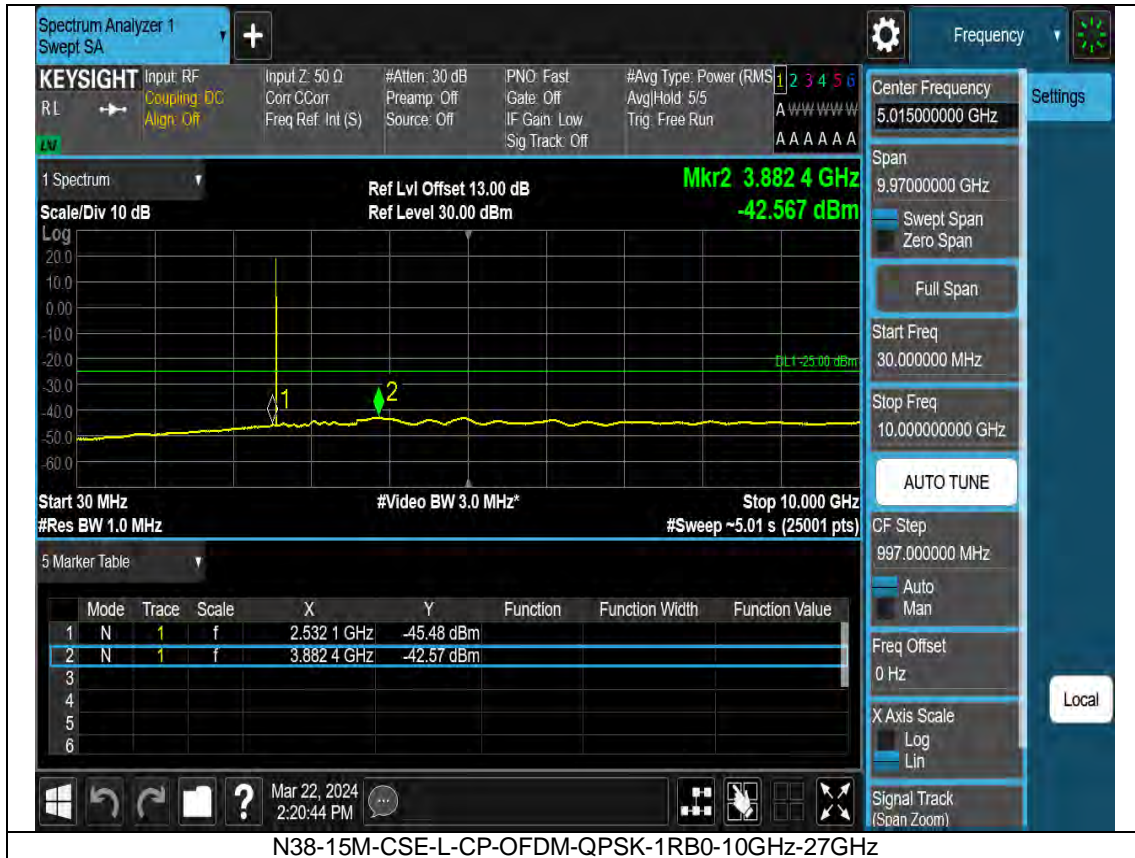 Spectrum Analyzer 1
Swept SA
+
Frequency
KEYSIGHT
RL
Input: RF
Coupling: DC
Align: Off
Input Z: 50 Ω
Corr CCorr
Freq Ref: Int (S)
#Atten: 30 dB
Preamp: Off
Source: Off
PNO: Fast
Gate: Off
IF Gain: Low
Sig Track: Off
#Avg Type: Power (RMS
Avg|Hold: 5/5
Trig: Free Run
1 2 3 4 5 6
A W W W W W
A A A A A A
1 Spectrum
Scale/Div 10 dB
Ref Lvl Offset 13.00 dB
Ref Level 30.00 dBm
Mkr2 3.882 4 GHz
-42.567 dBm
Log
20.0
10.0
0.00
-10.0
-20.0
-30.0
-40.0
-50.0
-60.0
DL1 -25.00 dBm
1
2
Start 30 MHz
#Video BW 3.0 MHz*
Stop 10.000 GHz
#Res BW 1.0 MHz
#Sweep ~5.01 s (25001 pts)
5 Marker Table
Mode Trace Scale X Y Function Function Width Function Value
1 N 1 f 2.532 1 GHz -45.48 dBm
2 N 1 f 3.882 4 GHz -42.57 dBm
3
4
5
6
?
Mar 22, 2024
2:20:44 PM
Center Frequency
5.015000000 GHz
Settings
Span
9.97000000 GHz
Swept Span
Zero Span
Full Span
Start Freq
30.000000 MHz
Stop Freq
10.000000000 GHz
AUTO TUNE
CF Step
997.000000 MHz
Auto
Man
Freq Offset
0 Hz
Local
X Axis Scale
Log
Lin
Signal Track
(Span Zoom)
N38-15M-CSE-L-CP-OFDM-QPSK-1RB0-10GHz-27GHz